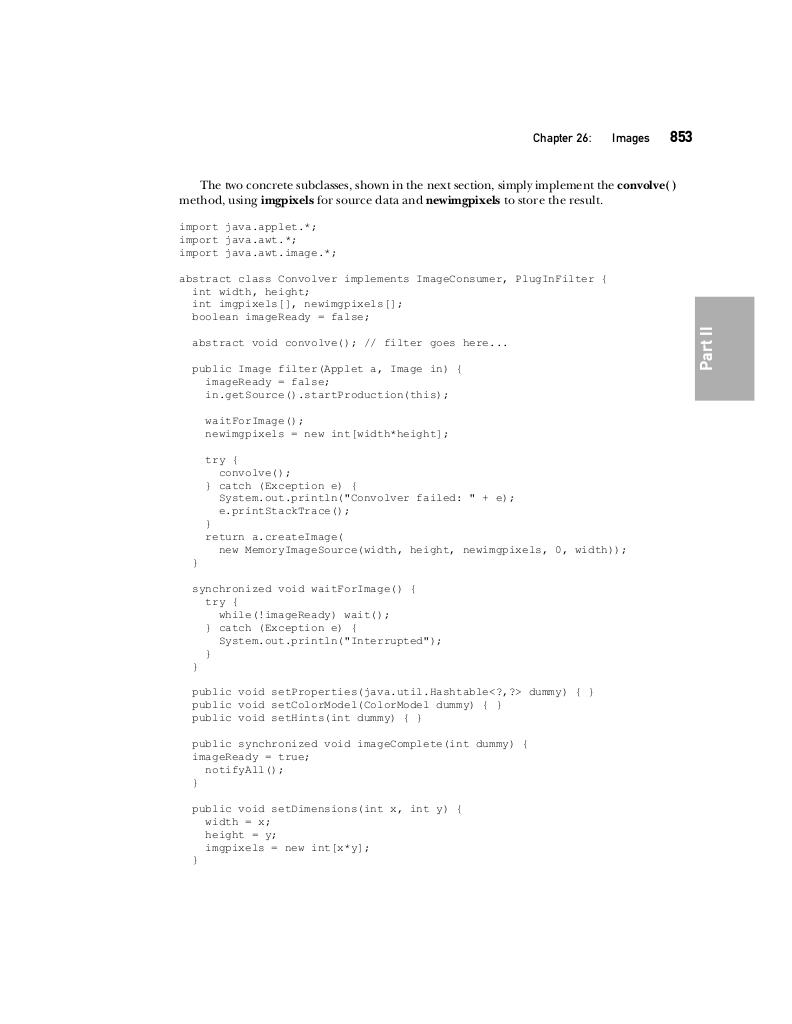 Chapter 26: Images 853
The two concrete subclasses, shown in the next section, simply implement the convolve( )
method, using imgpixels for source data and newimgpixels to store the result.
import java.applet.*;
import java.awt.*;
import java.awt.image.*;
abstract class Convolver implements ImageConsumer, PlugInFilter {
  int width, height;
  int imgpixels[], newimgpixels[];
  boolean imageReady = false;
  abstract void convolve(); // filter goes here...
  public Image filter(Applet a, Image in) {
    imageReady = false;
    in.getSource().startProduction(this);
    waitForImage();
    newimgpixels = new int[width*height];
    try {
      convolve();
    } catch (Exception e) {
      System.out.println("Convolver failed: " + e);
      e.printStackTrace();
    }
    return a.createImage(
      new MemoryImageSource(width, height, newimgpixels, 0, width));
  }
  synchronized void waitForImage() {
    try {
      while(!imageReady) wait();
    } catch (Exception e) {
      System.out.println("Interrupted");
    }
  }
  public void setProperties(java.util.Hashtable<?,?> dummy) { }
  public void setColorModel(ColorModel dummy) { }
  public void setHints(int dummy) { }
  public synchronized void imageComplete(int dummy) {
  imageReady = true;
    notifyAll();
  }
  public void setDimensions(int x, int y) {
    width = x;
    height = y;
    imgpixels = new int[x*y];
  }
Part II